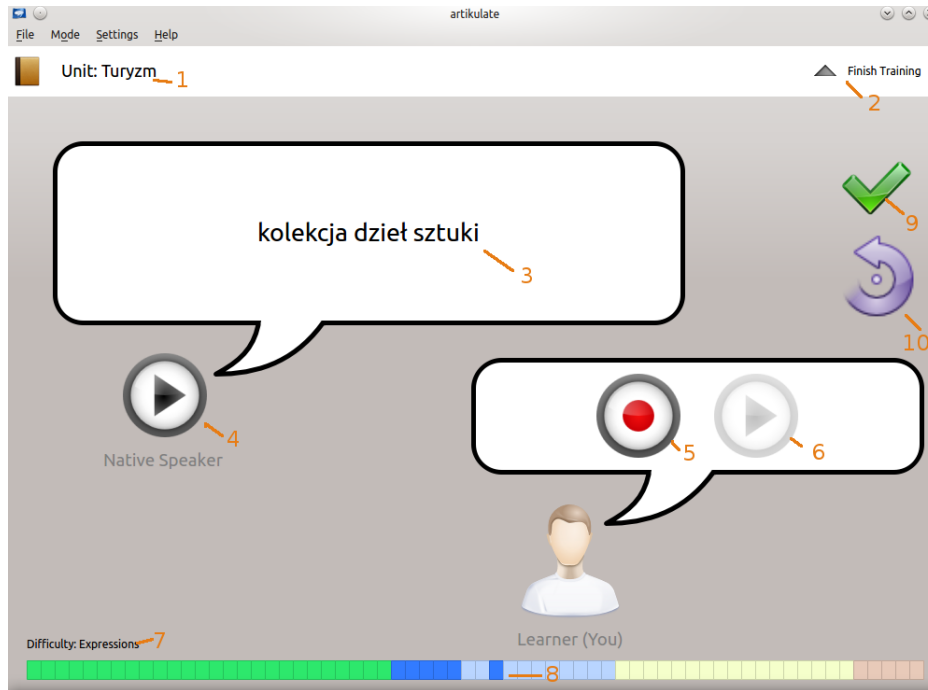 artikulate
File Mode Settings Help
Unit: Turyzm
1
Finish Training
2
kolekcja dzieł sztuki
3
9
10
4
Native Speaker
5
6
Learner (You)
Difficulty: Expressions
7
8